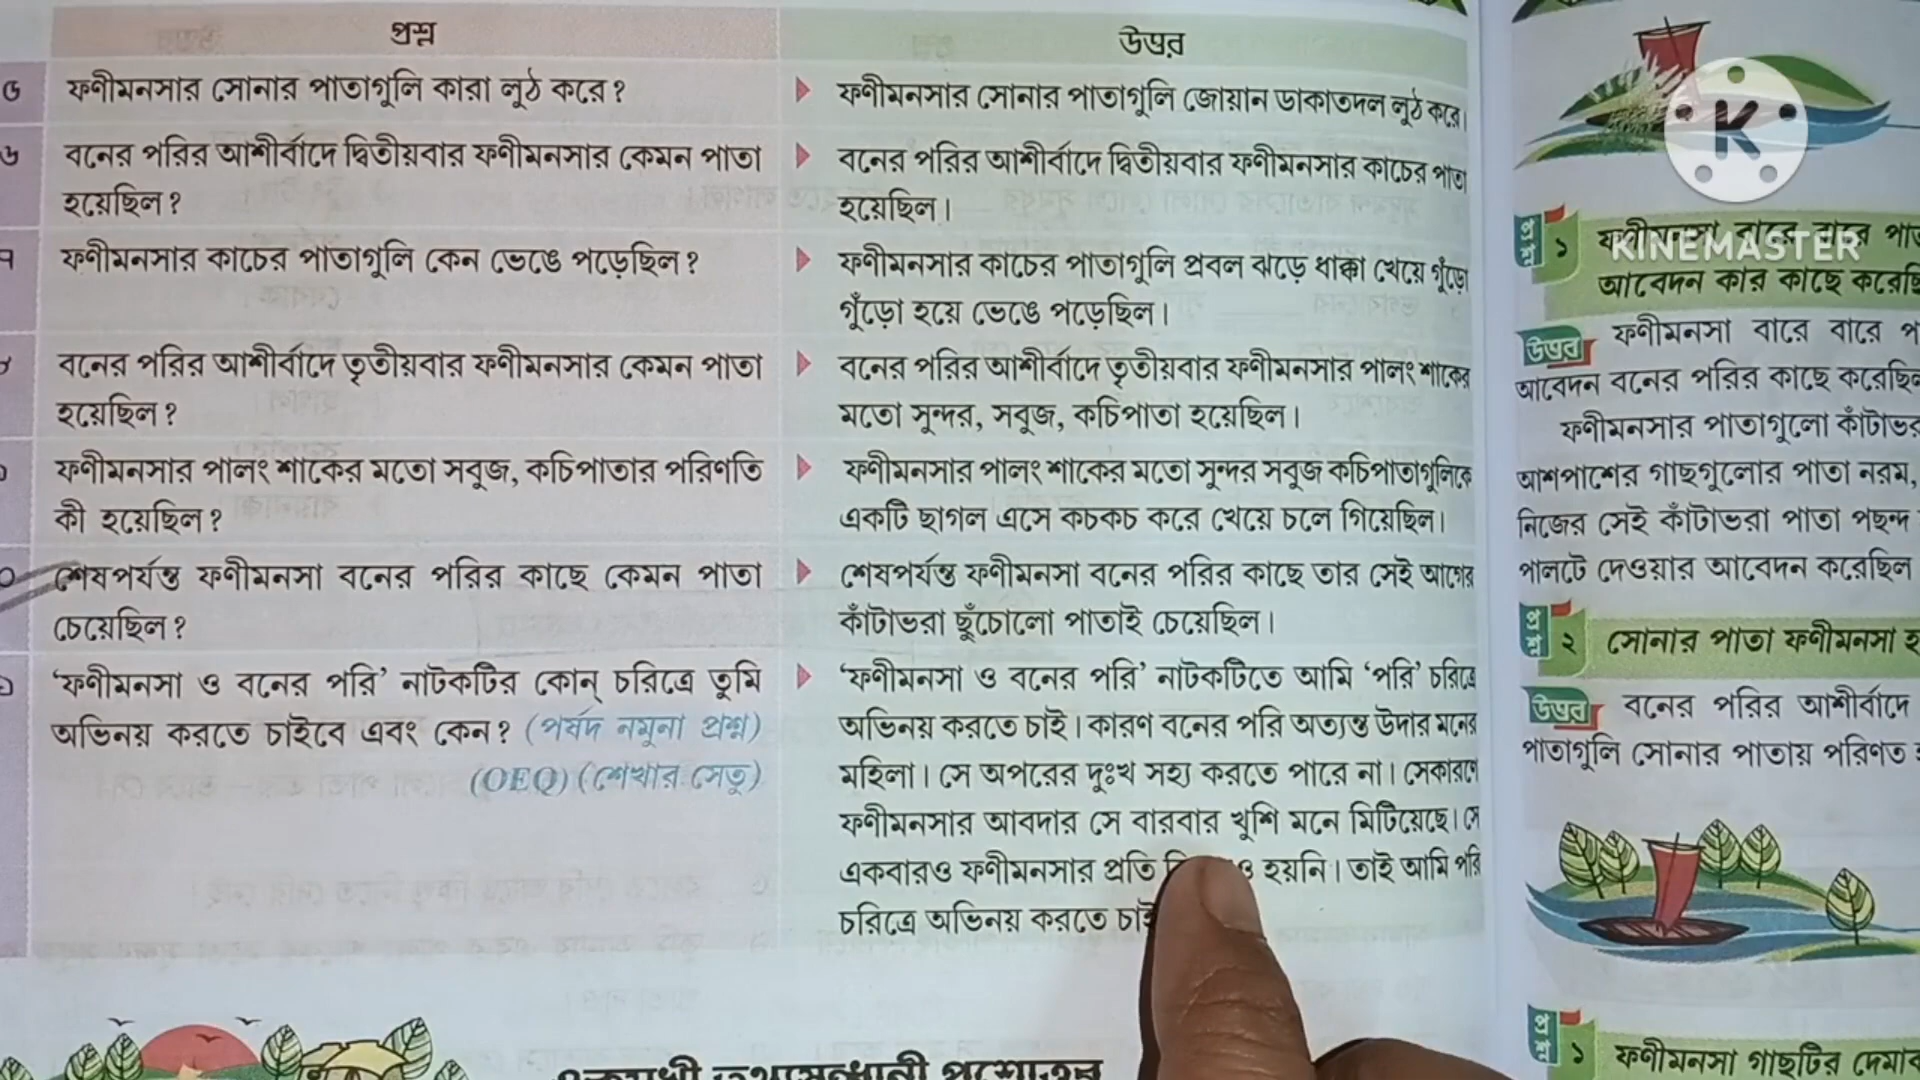 প্রশ্ন
উত্তর
৫ ফণীমনসার সোনার পাতাগুলি কারা লুঠ করে?
ফণীমনসার সোনার পাতাগুলি জোয়ান ডাকাতদল লুঠ করে।
৬ বনের পরির আশীর্বাদে দ্বিতীয়বার ফণীমনসার কেমন পাতা
হয়েছিল?
বনের পরির আশীর্বাদে দ্বিতীয়বার ফণীমনসার কাচের পাতা
হয়েছিল।
৭ ফণীমনসার কাচের পাতাগুলি কেন ভেঙে পড়েছিল?
ফণীমনসার কাচের পাতাগুলি প্রবল ঝড়ে ধাক্কা খেয়ে গুঁড়ো
গুঁড়ো হয়ে ভেঙে পড়েছিল।
বনের পরির আশীর্বাদে তৃতীয়বার ফণীমনসার কেমন পাতা
হয়েছিল?
বনের পরির আশীর্বাদে তৃতীয়বার ফণীমনসার পালং শাকের
মতো সুন্দর, সবুজ, কচিপাতা হয়েছিল।
ফণীমনসার পালং শাকের মতো সবুজ, কচিপাতার পরিণতি
কী হয়েছিল?
ফণীমনসার পালং শাকের মতো সুন্দর সবুজ কচিপাতাগুলিকে
একটি ছাগল এসে কচকচ করে খেয়ে চলে গিয়েছিল।
শেষপর্যন্ত ফণীমনসা বনের পরির কাছে কেমন পাতা
চেয়েছিল?
শেষপর্যন্ত ফণীমনসা বনের পরির কাছে তার সেই আগের
কাঁটাভরা ছুঁচোলো পাতাই চেয়েছিল।
'ফণীমনসা ও বনের পরি' নাটকটির কোন্ চরিত্রে তুমি
অভিনয় করতে চাইবে এবং কেন? (পর্ষদ নমুনা প্রশ্ন)
(OEQ) (শেখার সেতু)
'ফণীমনসা ও বনের পরি' নাটকটিতে আমি 'পরি' চরিত্রে
অভিনয় করতে চাই। কারণ বনের পরি অত্যন্ত উদার মনের
মহিলা। সে অপরের দুঃখ সহ্য করতে পারে না। সেকারণে
ফণীমনসার আবদার সে বারবার খুশি মনে মিটিয়েছে। সে
একবারও ফণীমনসার প্রতি হয়নি। তাই আমি পরি
চরিত্রে অভিনয় করতে চাই
K
KINEMASTER
প্রশ্ন ১ ফণীমনসা বারে বারে
আবেদন কার কাছে
উত্তর ফণীমনসা বারে বারে
আবেদন বনের পরির কাছে
ফণীমনসার পাতাগুলো
আশপাশের গাছগুলোর পাতা নরম,
নিজের সেই কাঁটাভরা পাতা পছন্দ
পালটে দেওয়ার আবেদন করেছিল
প্রশ্ন ২ সোনার পাতা ফণীমনসা
উত্তর বনের পরির আশীর্বাদে
পাতাগুলি সোনার পাতায় পরিণত
প্রশ্ন ১ ফণীমনসা গাছটির